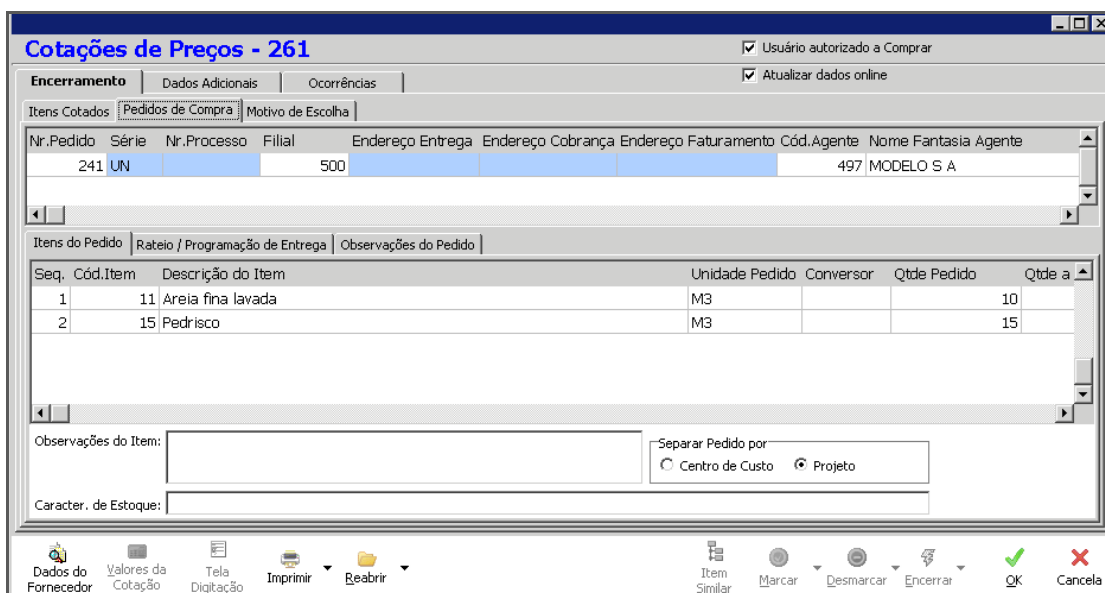 Cotações de Preços - 261
Usuário autorizado a Comprar
Atualizar dados online
Encerramento Dados Adicionais Ocorrências
Itens Cotados Pedidos de Compra Motivo de Escolha
Nr.Pedido Série Nr.Processo Filial Endereço Entrega Endereço Cobrança Endereço Faturamento Cód.Agente Nome Fantasia Agente
241 UN 500 497 MODELO S A
Itens do Pedido Rateio / Programação de Entrega Observações do Pedido
Seq. Cód.Item Descrição do Item Unidade Pedido Conversor Qtde Pedido Qtde a
1 11 Areia fina lavada M3 10
2 15 Pedrisco M3 15
Observações do Item:
Separar Pedido por
Centro de Custo Projeto
Caracter. de Estoque:
Dados do Fornecedor
Valores da Cotação
Tela Digitação
Imprimir
Reabrir
Item Similar
Marcar
Desmarcar
Encerrar
OK
Cancela